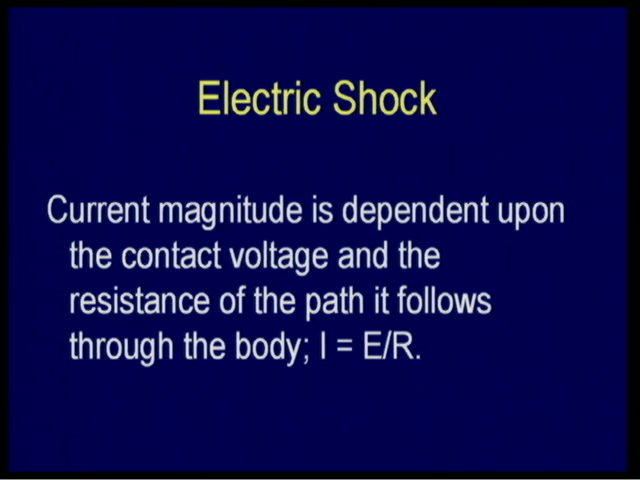 Electric Shock
Current magnitude is dependent upon
the contact voltage and the
resistance of the path it follows
through the body; I = E/R.